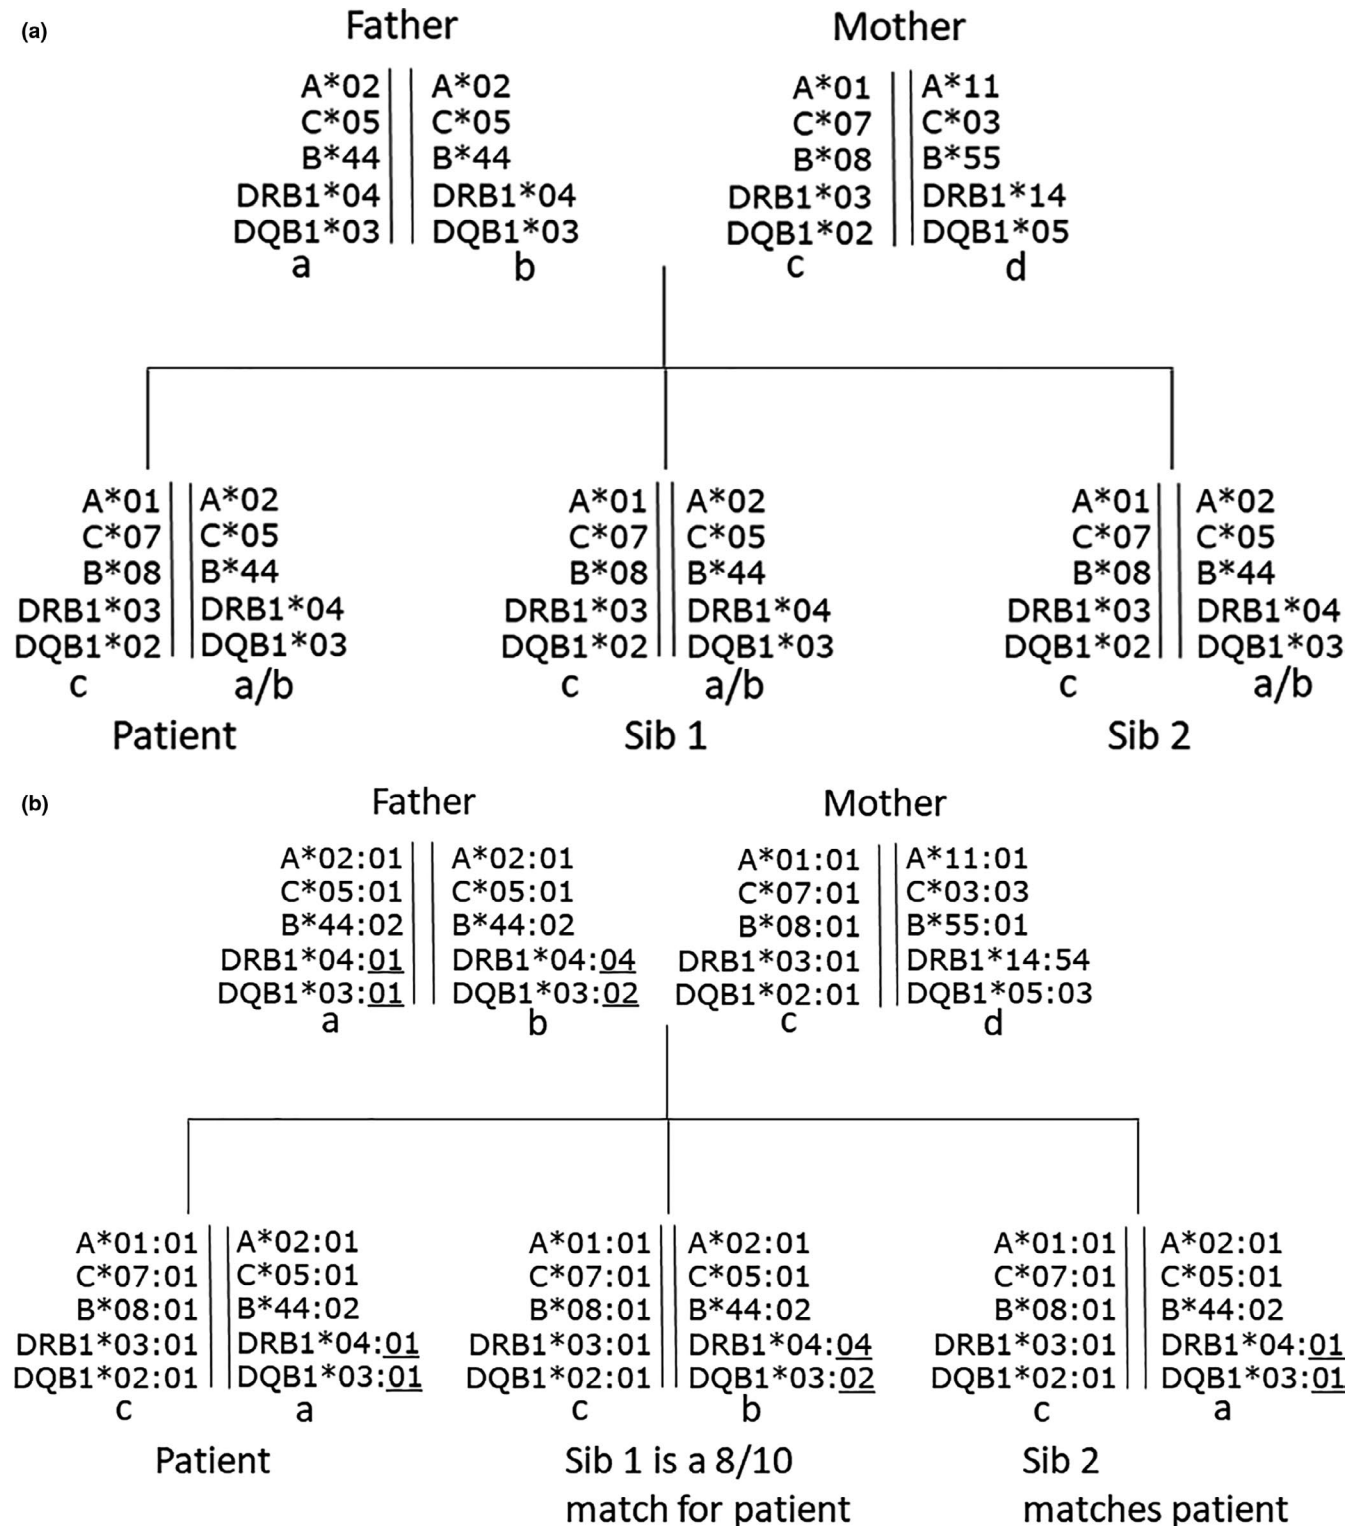 (a)
Father Mother
A*02 A*02 A*01 A*11
C*05 C*05 C*07 C*03
B*44 B*44 B*08 B*55
DRB1*04 DRB1*04 DRB1*03 DRB1*14
DQB1*03 DQB1*03 DQB1*02 DQB1*05
a b c d
A*01 A*02 A*01 A*02 A*01 A*02
C*07 C*05 C*07 C*05 C*07 C*05
B*08 B*44 B*08 B*44 B*08 B*44
DRB1*03 DRB1*04 DRB1*03 DRB1*04 DRB1*03 DRB1*04
DQB1*02 DQB1*03 DQB1*02 DQB1*03 DQB1*02 DQB1*03
c a/b c a/b c a/b
Patient Sib 1 Sib 2
(b)
Father Mother
A*02:01 A*02:01 A*01:01 A*11:01
C*05:01 C*05:01 C*07:01 C*03:03
B*44:02 B*44:02 B*08:01 B*55:01
DRB1*04:01 DRB1*04:04 DRB1*03:01 DRB1*14:54
DQB1*03:01 DQB1*03:02 DQB1*02:01 DQB1*05:03
a b c d
A*01:01 A*02:01 A*01:01 A*02:01 A*01:01 A*02:01
C*07:01 C*05:01 C*07:01 C*05:01 C*07:01 C*05:01
B*08:01 B*44:02 B*08:01 B*44:02 B*08:01 B*44:02
DRB1*03:01 DRB1*04:01 DRB1*03:01 DRB1*04:04 DRB1*03:01 DRB1*04:01
DQB1*02:01 DQB1*03:01 DQB1*02:01 DQB1*03:02 DQB1*02:01 DQB1*03:01
c a c b c a
Patient Sib 1 is a 8/10 Sib 2
match for patient matches patient